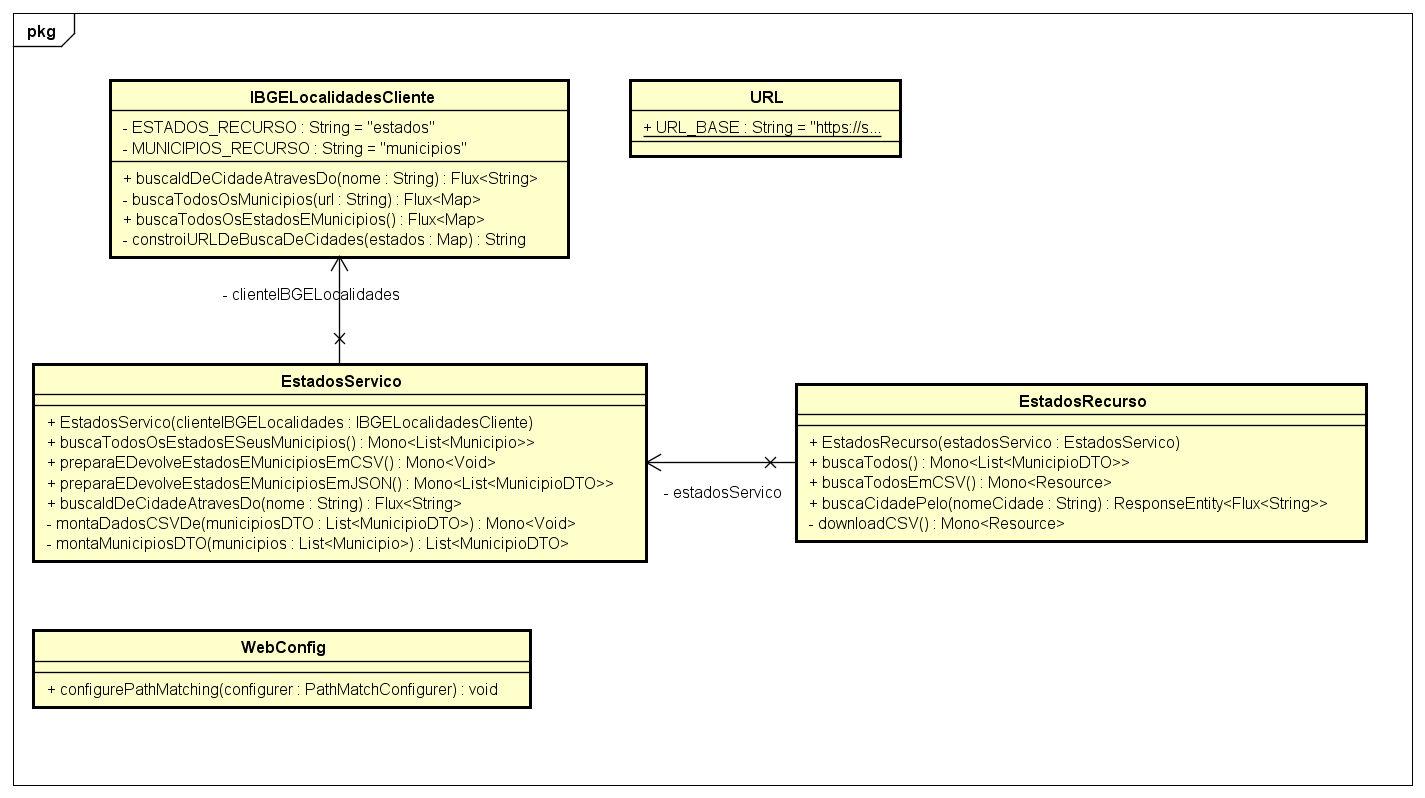 pkg
IBGELocalidadesCliente
- ESTADOS_RECURSO : String = "estados"
- MUNICIPIOS_RECURSO : String = "municipios"
+ buscaIdDeCidadeAtravesDo(nome : String) : Flux<String>
- buscaTodosOsMunicipios(url : String) : Flux<Map>
+ buscaTodosOsEstadosEMunicipios() : Flux<Map>
- constroiURLDeBuscaDeCidades(estados : Map) : String
URL
+ URL_BASE : String = "https://s...
- clienteIBGELocalidades
EstadosServico
+ EstadosServico(clienteIBGELocalidades : IBGELocalidadesCliente)
+ buscaTodosOsEstadosESeusMunicipios() : Mono<List<Municipio>>
+ preparaEDevolveEstadosEMunicipiosEmCSV() : Mono<Void>
+ preparaEDevolveEstadosEMunicipiosEmJSON() : Mono<List<MunicipioDTO>>
+ buscaIdDeCidadeAtravesDo(nome : String) : Flux<String>
- montaDadosCSVDe(municipiosDTO : List<MunicipioDTO>) : Mono<Void>
- montaMunicipiosDTO(municipios : List<Municipio>) : List<MunicipioDTO>
- estadosServico
EstadosRecurso
+ EstadosRecurso(estadosServico : EstadosServico)
+ buscaTodos() : Mono<List<MunicipioDTO>>
+ buscaTodosEmCSV() : Mono<Resource>
+ buscaCidadePelo(nomeCidade : String) : ResponseEntity<Flux<String>>
- downloadCSV() : Mono<Resource>
WebConfig
+ configurePathMatching(configurer : PathMatchConfigurer) : void